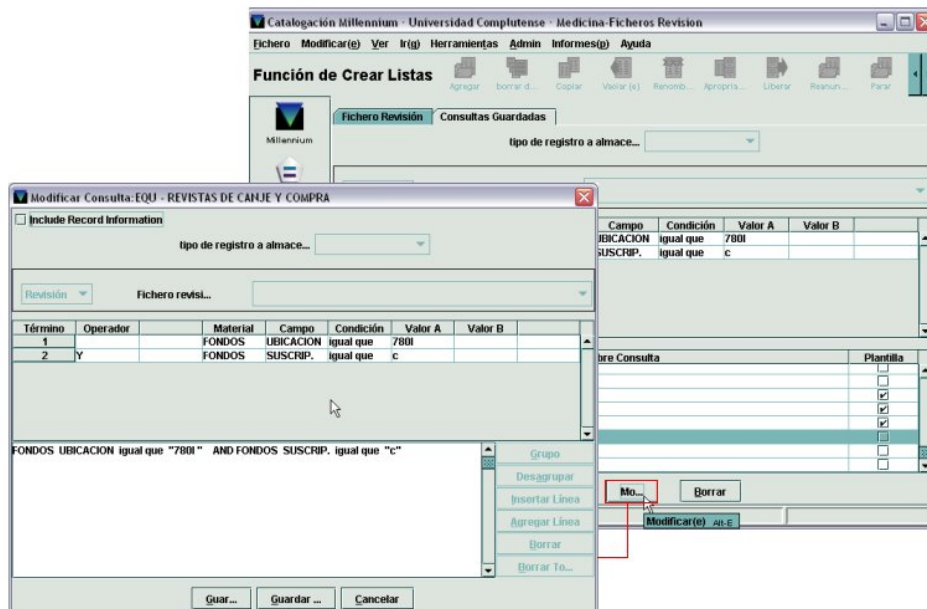 Catalogación Millennium · Universidad Complutense · Medicina-Ficheros Revision
Fichero Modificar(e) Ver Ir(g) Herramientas Admin Informes(p) Ayuda
Función de Crear Listas
Agregar borrar d... Copiar Vaciar (e) Renomb... Apropria... Liberar Reanun... Parar
Millennium
Fichero Revisión Consultas Guardadas
tipo de registro a almace...
Campo Condición Valor A Valor B
UBICACION igual que 780I
SUSCRIP. igual que c
bre Consulta Plantilla
Mo... Borrar
Modificar(e) Alt-E
Modificar Consulta:EQU - REVISTAS DE CANJE Y COMPRA
Include Record Information
tipo de registro a almace...
Revisión Fichero revisi...
Término Operador Material Campo Condición Valor A Valor B
1 FONDOS UBICACION igual que 780I
2 Y FONDOS SUSCRIP. igual que c
FONDOS UBICACION igual que "780I" AND FONDOS SUSCRIP. igual que "c"
Grupo
Desagrupar
Insertar Línea
Agregar Línea
Borrar
Borrar To...
Guar... Guardar ... Cancelar